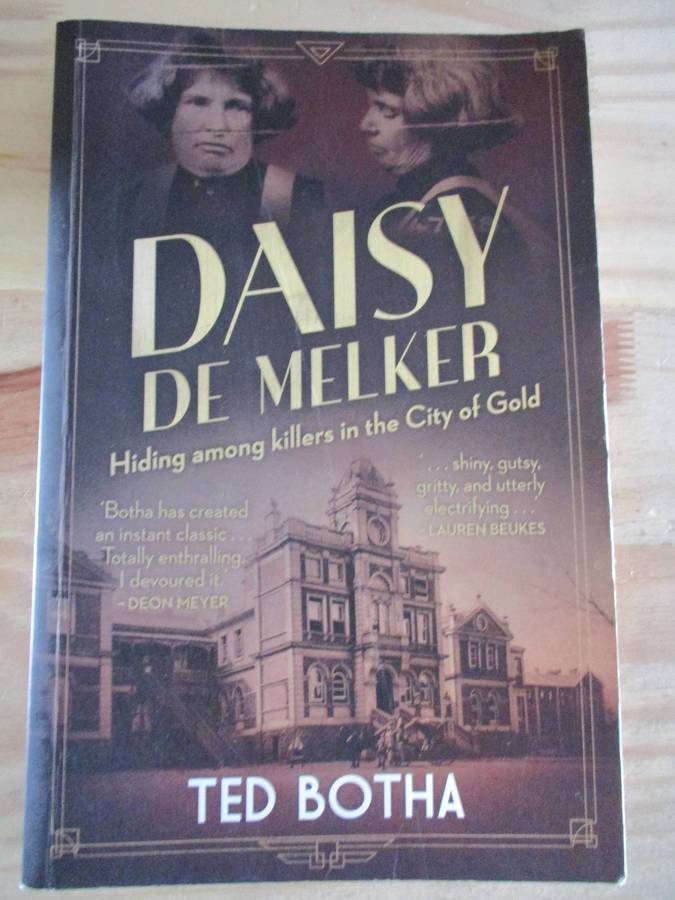 DAISY
DE MELKER
Hiding among killers in the City of Gold
'Botha has created
an instant classic . . .
Totally enthralling.
I devoured it.'
- DEON MEYER
' . . . shiny, gutsy,
gritty, and utterly
electrifying . . .
- LAUREN BEUKES
TED BOTHA